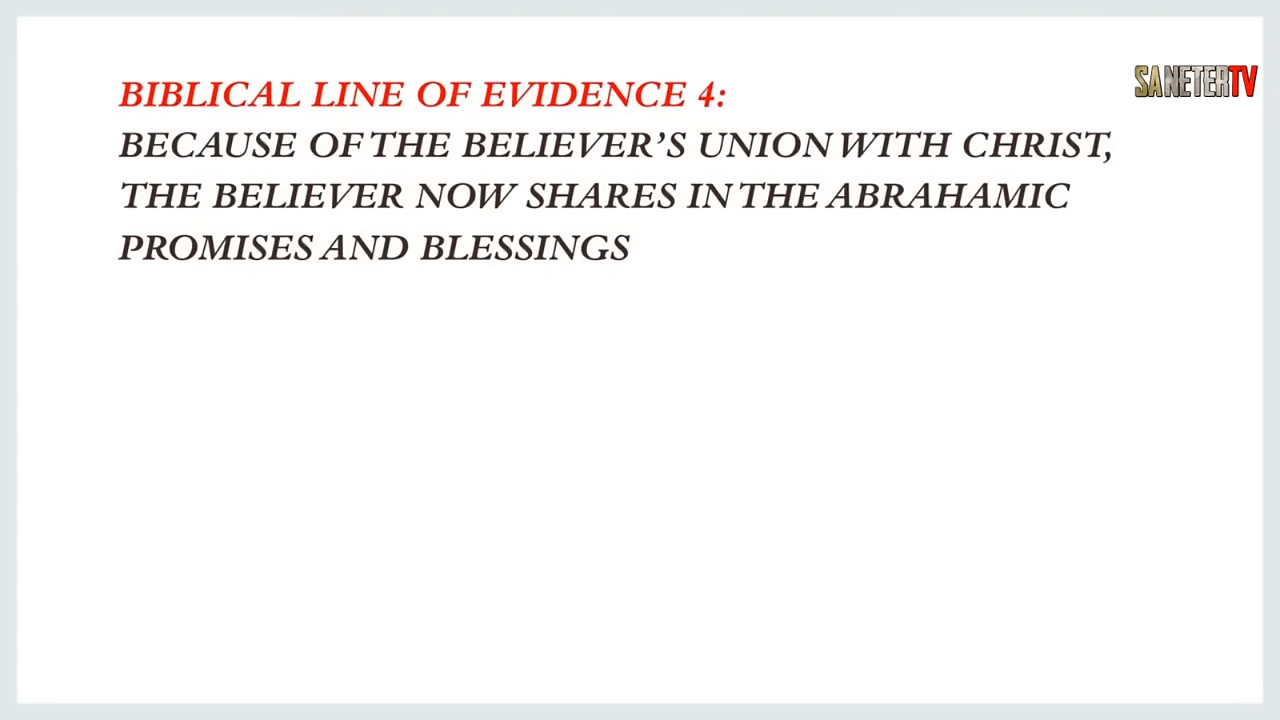 BIBLICAL LINE OF EVIDENCE 4:
BECAUSE OF THE BELIEVER’S UNION WITH CHRIST,
THE BELIEVER NOW SHARES IN THE ABRAHAMIC
PROMISES AND BLESSINGS
SANETERTV